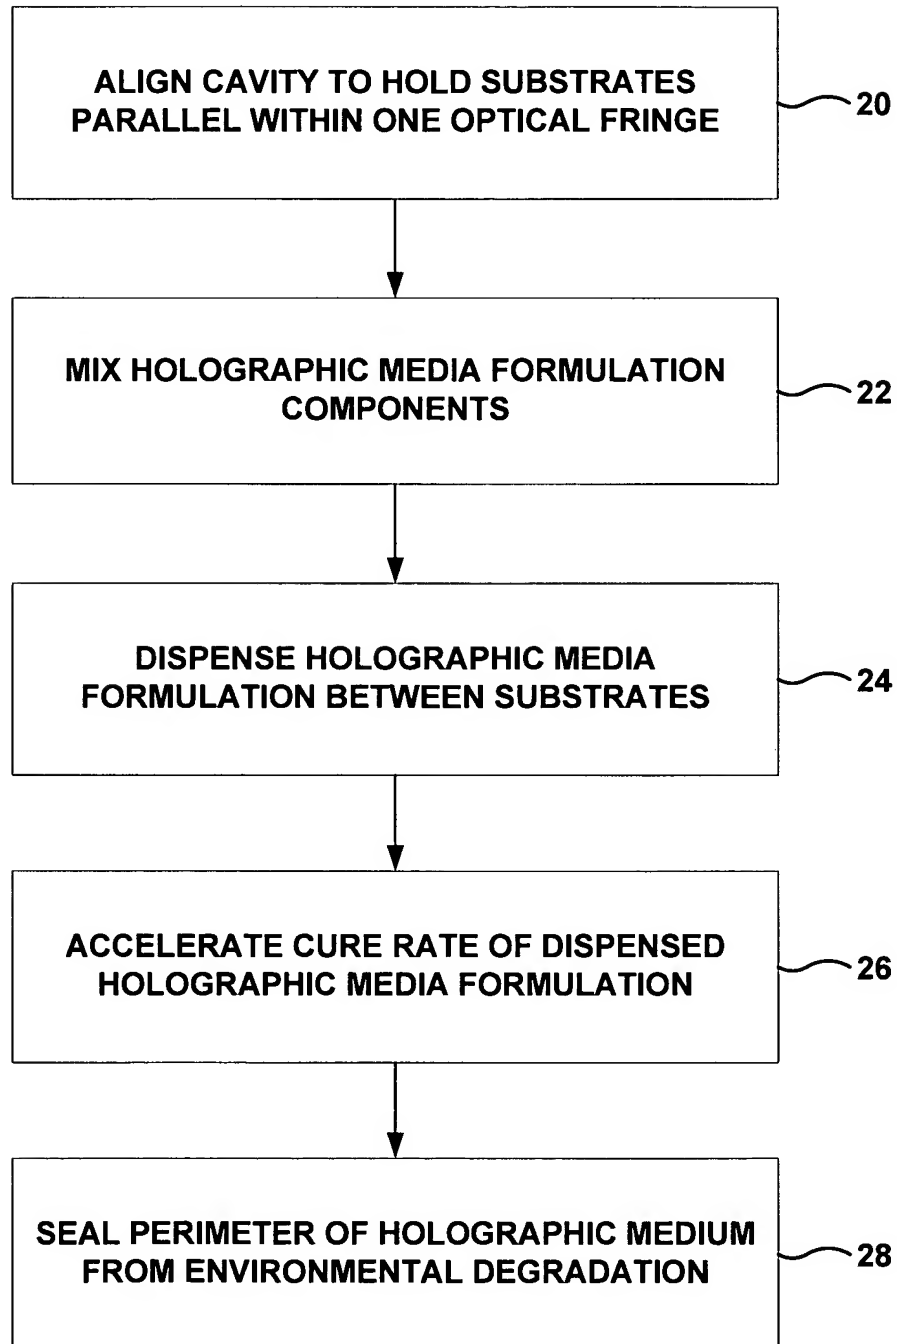 ALIGN CAVITY TO HOLD SUBSTRATES
PARALLEL WITHIN ONE OPTICAL FRINGE
20
MIX HOLOGRAPHIC MEDIA FORMULATION
COMPONENTS
22
DISPENSE HOLOGRAPHIC MEDIA
FORMULATION BETWEEN SUBSTRATES
24
ACCELERATE CURE RATE OF DISPENSED
HOLOGRAPHIC MEDIA FORMULATION
26
SEAL PERIMETER OF HOLOGRAPHIC MEDIUM
FROM ENVIRONMENTAL DEGRADATION
28